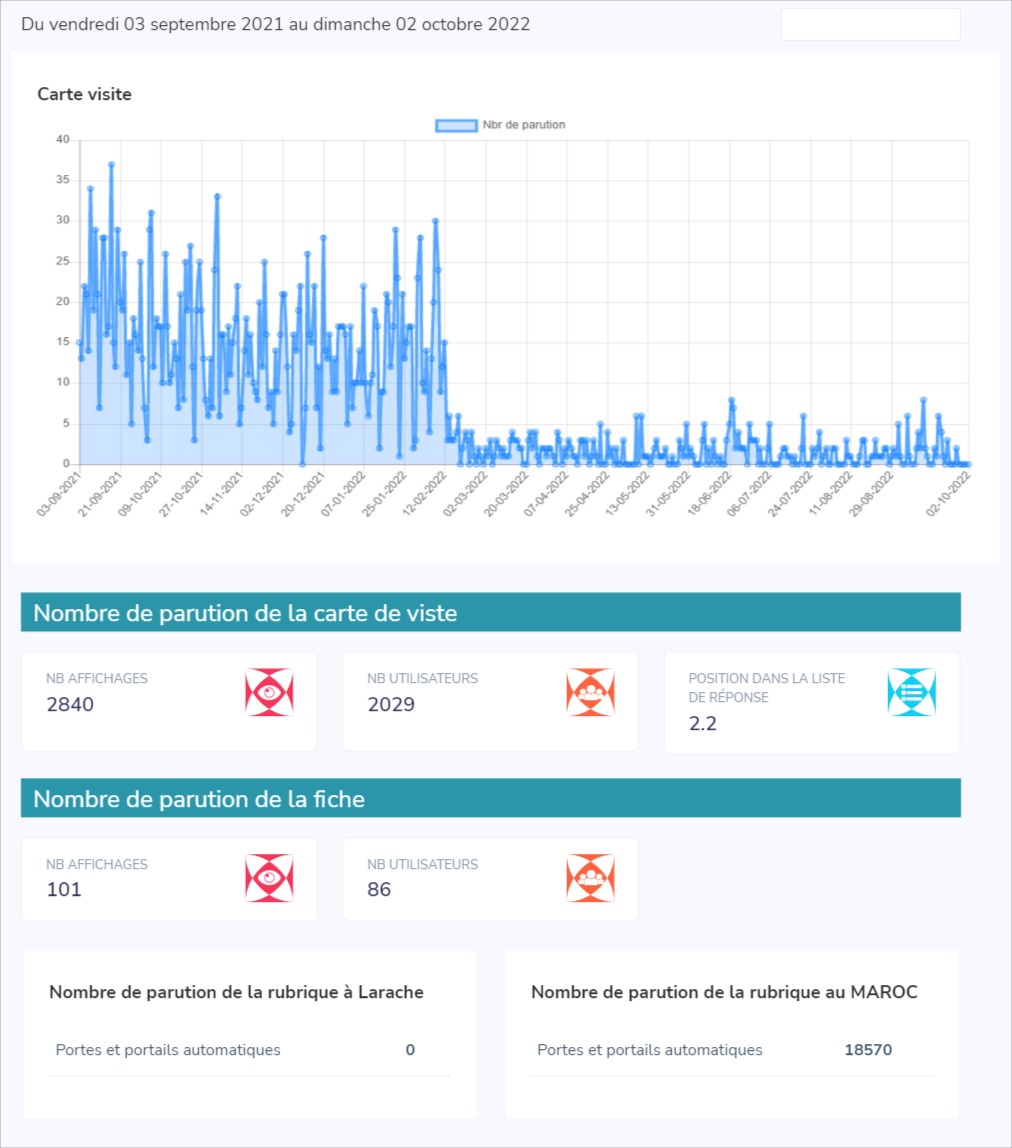 Du vendredi 03 septembre 2021 au dimanche 02 octobre 2022
Carte visite
Nbr de parution
40
35
30
25
20
15
10
5
0
03-09-2021
21-09-2021
09-10-2021
27-10-2021
14-11-2021
02-12-2021
20-12-2021
07-01-2022
25-01-2022
12-02-2022
02-03-2022
20-03-2022
07-04-2022
25-04-2022
13-05-2022
31-05-2022
18-06-2022
06-07-2022
24-07-2022
11-08-2022
29-08-2022
02-10-2022
Nombre de parution de la carte de viste
NB AFFICHAGES
2840
NB UTILISATEURS
2029
POSITION DANS LA LISTE
DE RÉPONSE
2.2
Nombre de parution de la fiche
NB AFFICHAGES
101
NB UTILISATEURS
86
Nombre de parution de la rubrique à Larache
Portes et portails automatiques 0
Nombre de parution de la rubrique au MAROC
Portes et portails automatiques 18570